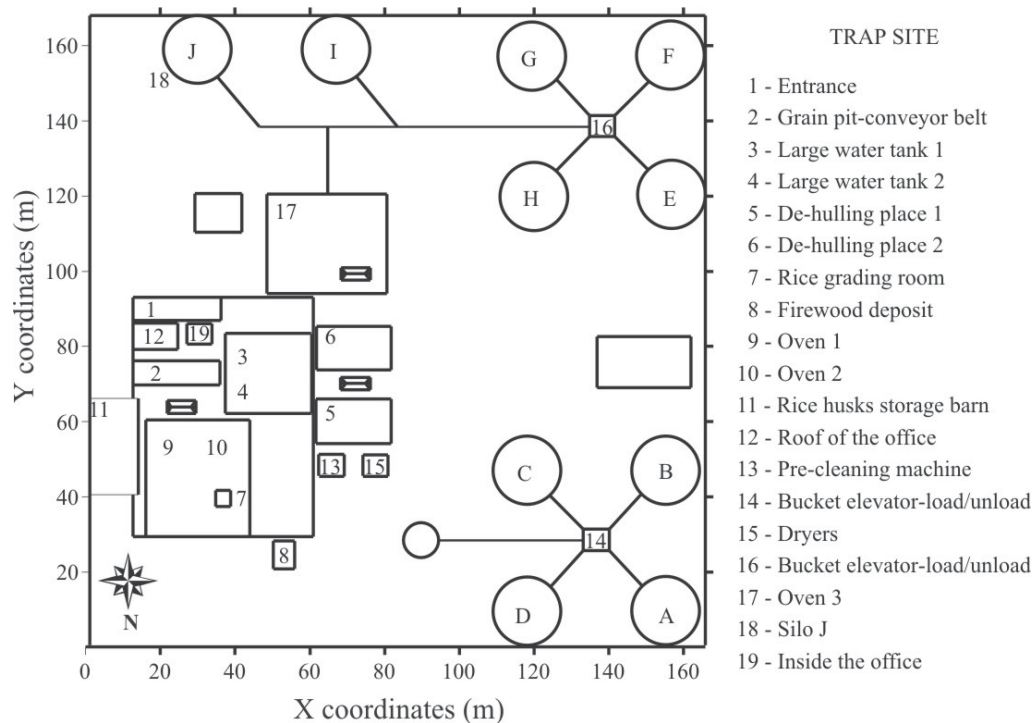 160
140
120
100
80
60
40
20
Y coordinates (m)
01
20
40
60
80
100
120
140
160
X coordinates (m)
J
I
G
F
18
16
H
E
17
1
12
19
3
6
2
4
11
5
9
10
13
15
7
8
C
B
14
D
A
N
TRAP SITE
1 - Entrance
2 - Grain pit-conveyor belt
3 - Large water tank 1
4 - Large water tank 2
5 - De-hulling place 1
6 - De-hulling place 2
7 - Rice grading room
8 - Firewood deposit
9 - Oven 1
10 - Oven 2
11 - Rice husks storage barn
12 - Roof of the office
13 - Pre-cleaning machine
14 - Bucket elevator-load/unload
15 - Dryers
16 - Bucket elevator-load/unload
17 - Oven 3
18 - Silo J
19 - Inside the office